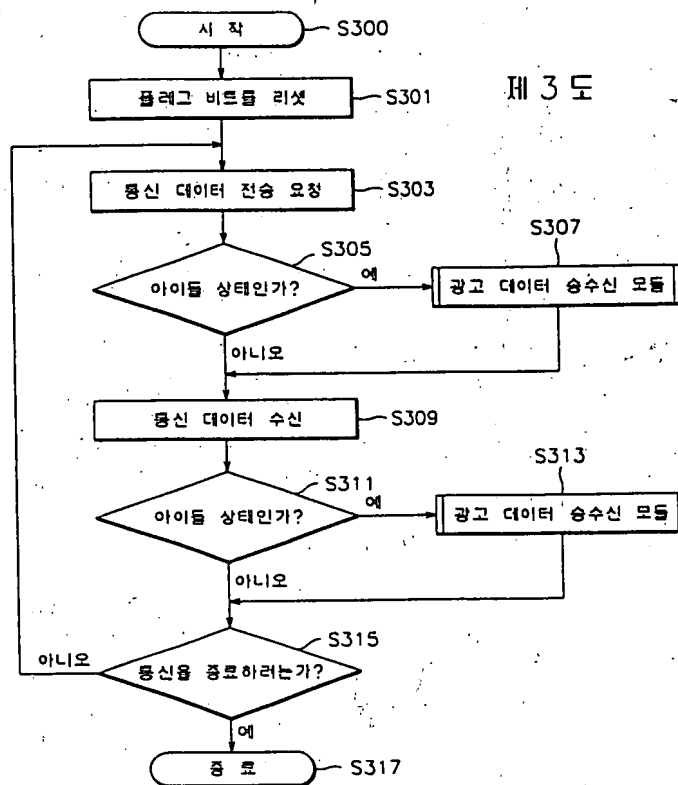 시 작
S300
제 3 도
플레그 비트를 리셋
S301
통신 데이터 전송 요청
S303
S305
아이들 상태인가?
예
S307
광고 데이터 송수신 모듈
아니오
통신 데이터 수신
S309
S311
아이들 상태인가?
예
S313
광고 데이터 송수신 모듈
아니오
S315
통신을 종료하려는가?
아니오
예
종 료
S317